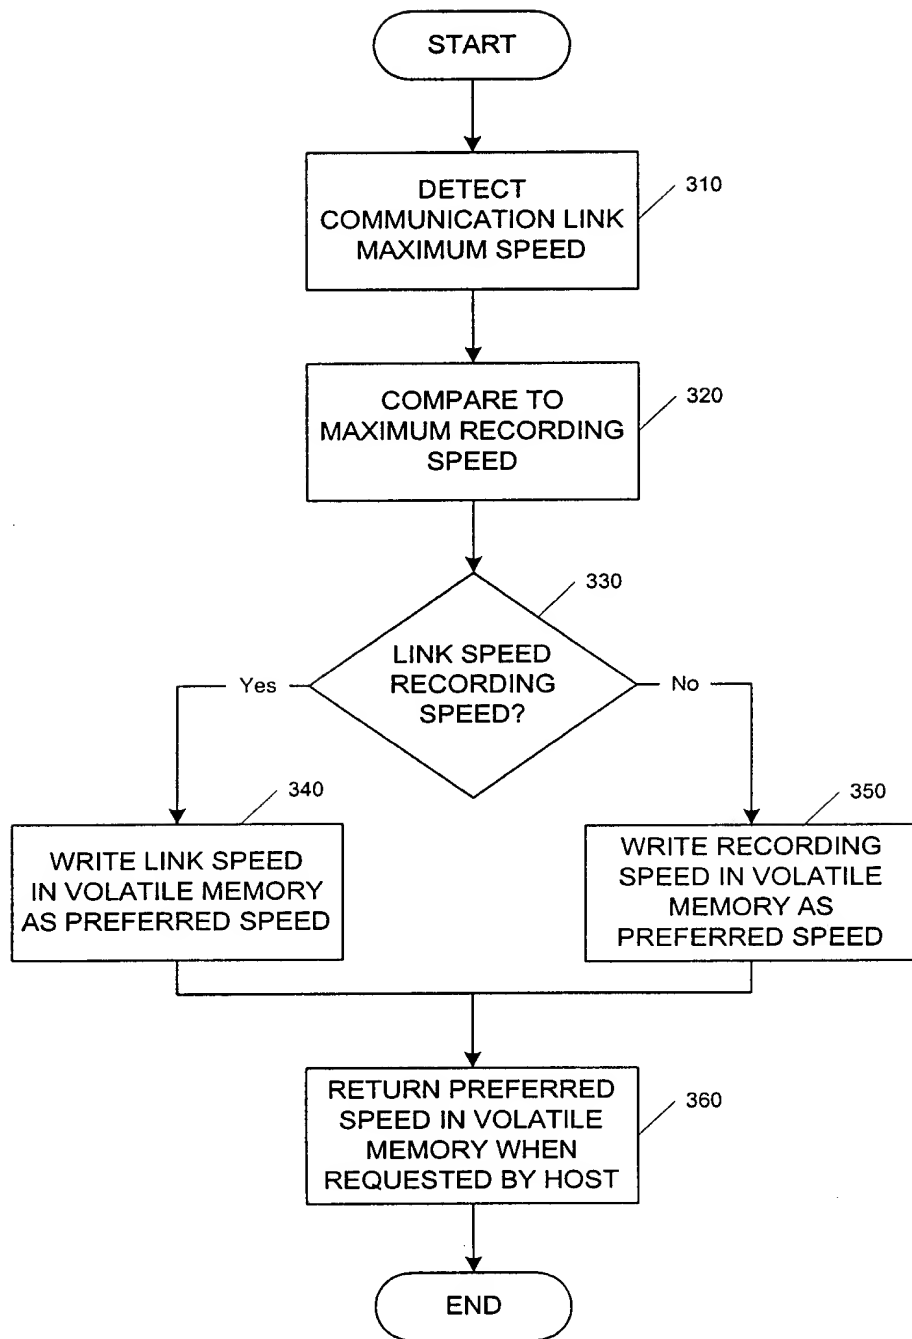 START
DETECT
COMMUNICATION LINK
MAXIMUM SPEED
310
COMPARE TO
MAXIMUM RECORDING
SPEED
320
330
LINK SPEED
RECORDING
SPEED?
Yes
No
340
WRITE LINK SPEED
IN VOLATILE MEMORY
AS PREFERRED SPEED
350
WRITE RECORDING
SPEED IN VOLATILE
MEMORY AS
PREFERRED SPEED
RETURN PREFERRED
SPEED IN VOLATILE
MEMORY WHEN
REQUESTED BY HOST
360
END